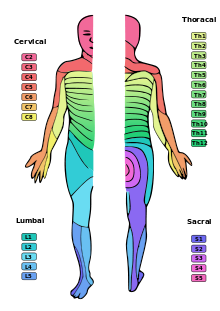 Cervical
C2
C3
C4
C5
C6
C7
C8
Thoracal
Th1
Th2
Th3
Th4
Th5
Th6
Th7
Th8
Th9
Th10
Th11
Th12
Lumbal
L1
L2
L3
L4
L5
Sacral
S1
S2
S3
S4
S5